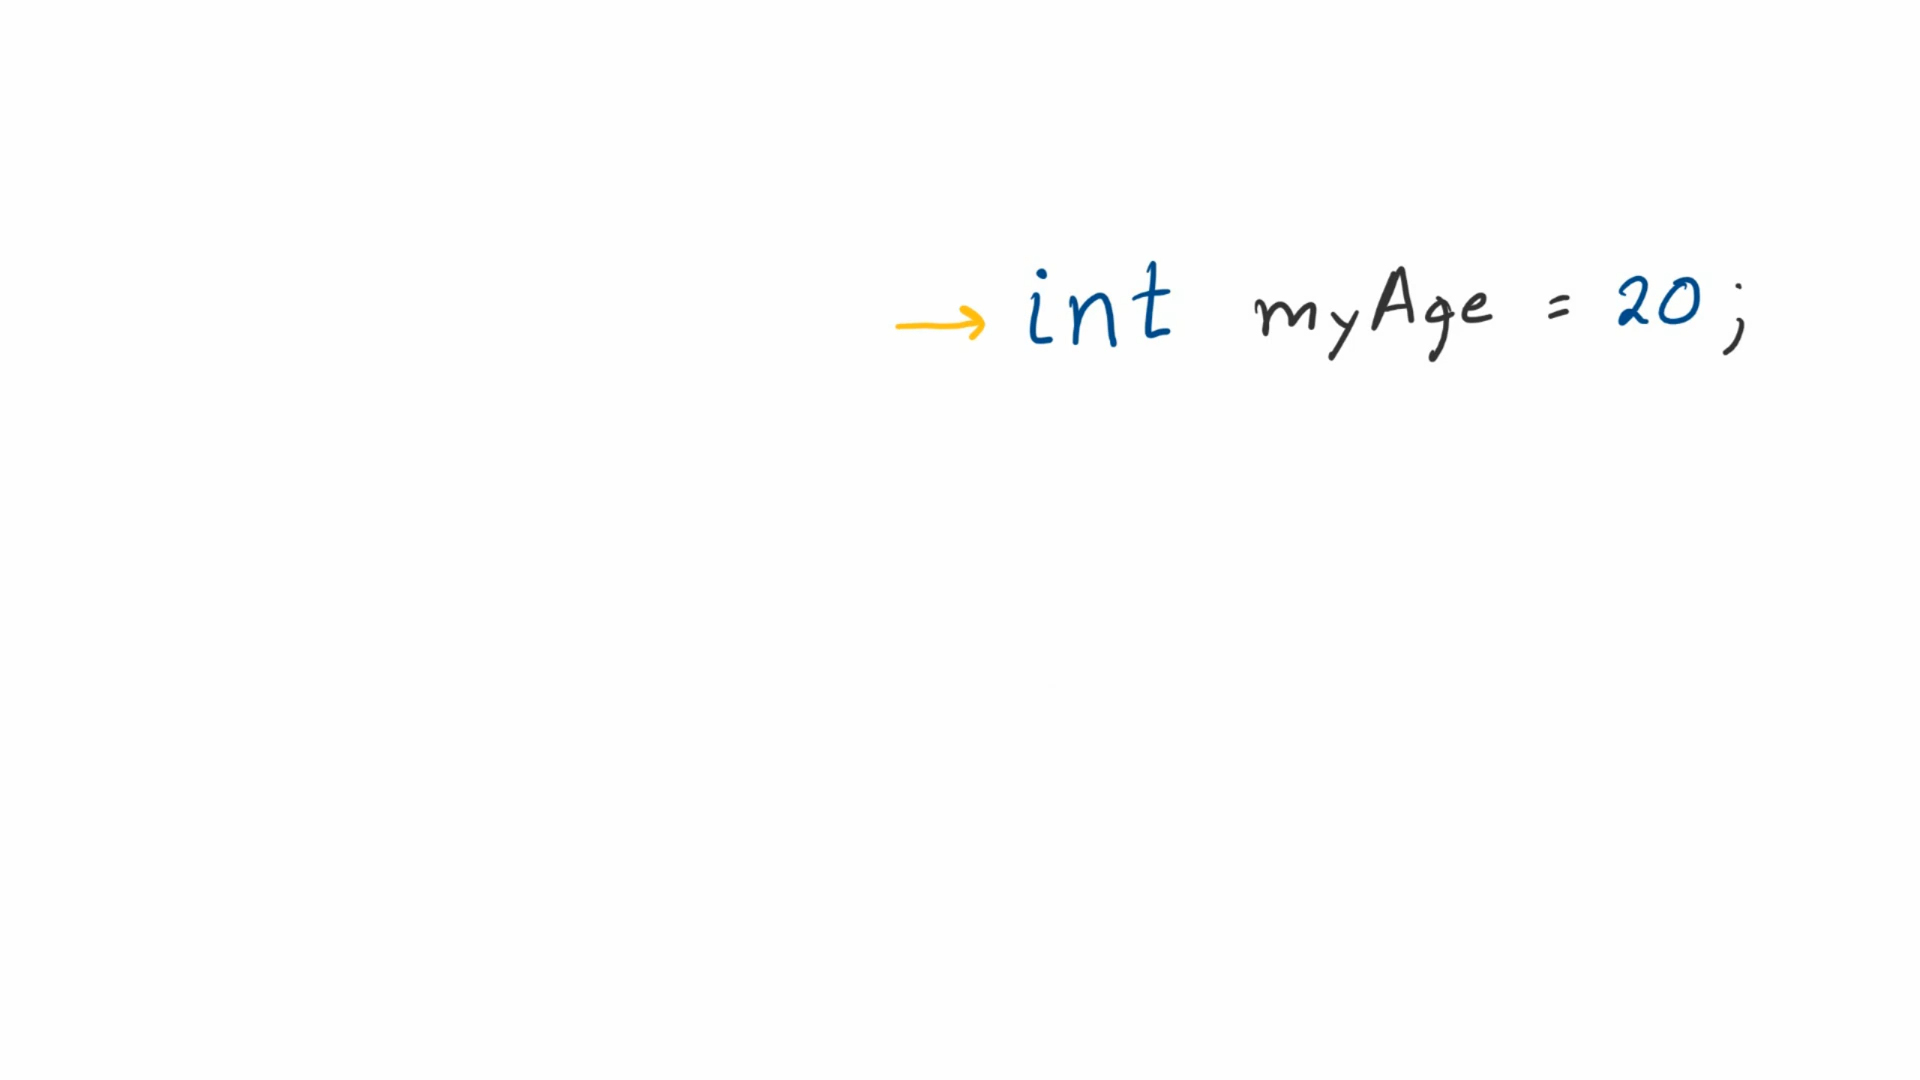 → int myAge = 20;